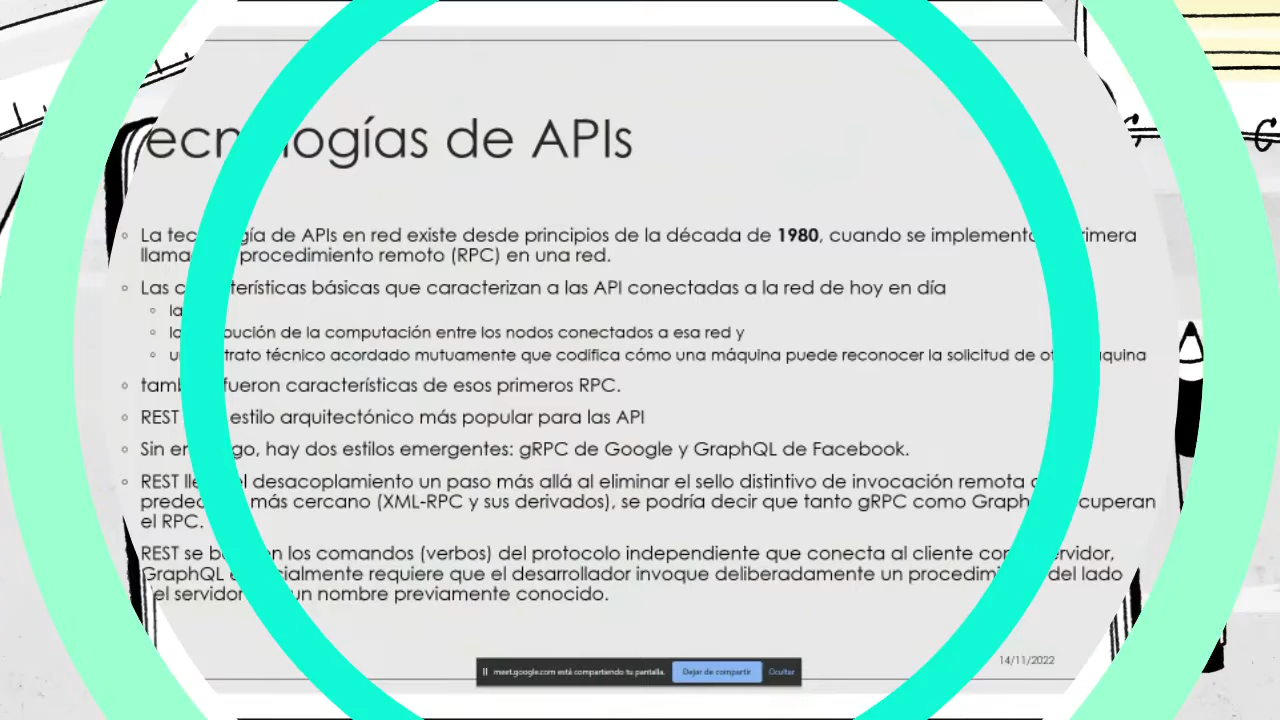 ecn logías de APIs
La tec gía de APIs en red existe desde principios de la década de 1980, cuando se implement rimera
llama procedimiento remoto (RPC) en una red.
Las c terísticas básicas que caracterizan a las API conectadas a la red de hoy en día
la
la bución de la computación entre los nodos conectados a esa red y
u trato técnico acordado mutuamente que codifica cómo una máquina puede reconocer la solicitud de ot quina
tamb fueron características de esos primeros RPC.
REST estilo arquitectónico más popular para las API
Sin e go, hay dos estilos emergentes: gRPC de Google y GraphQL de Facebook.
REST lle el desacoplamiento un paso más allá al eliminar el sello distintivo de invocación remota
predec más cercano (XML-RPC y sus derivados), se podría decir que tanto gRPC como Graph cuperan
el RPC.
REST se b en los comandos (verbos) del protocolo independiente que conecta al cliente con ervidor,
GraphQL e cialmente requiere que el desarrollador invoque deliberadamente un procedimi del lado
el servidor un nombre previamente conocido.
14/11/2022
meet.google.com está compartiendo tu pantalla. Dejar de compartir Ocultar